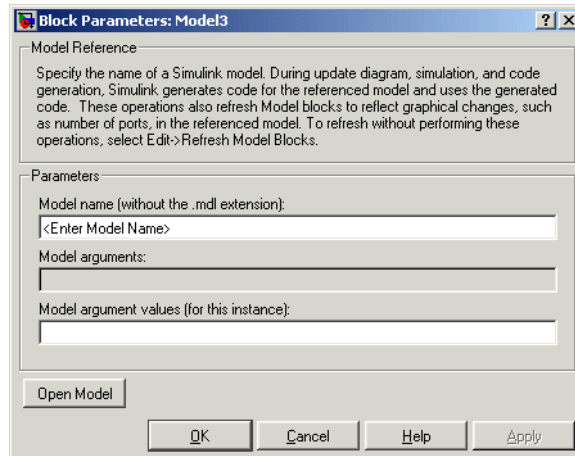 Block Parameters: Model3
Model Reference
Specify the name of a Simulink model. During update diagram, simulation, and code
generation, Simulink generates code for the referenced model and uses the generated
code. These operations also refresh Model blocks to reflect graphical changes, such
as number of ports, in the referenced model. To refresh without performing these
operations, select Edit->Refresh Model Blocks.
Parameters
Model name (without the .mdl extension):
<Enter Model Name>
Model arguments:
Model argument values (for this instance):
Open Model
OK Cancel Help Apply